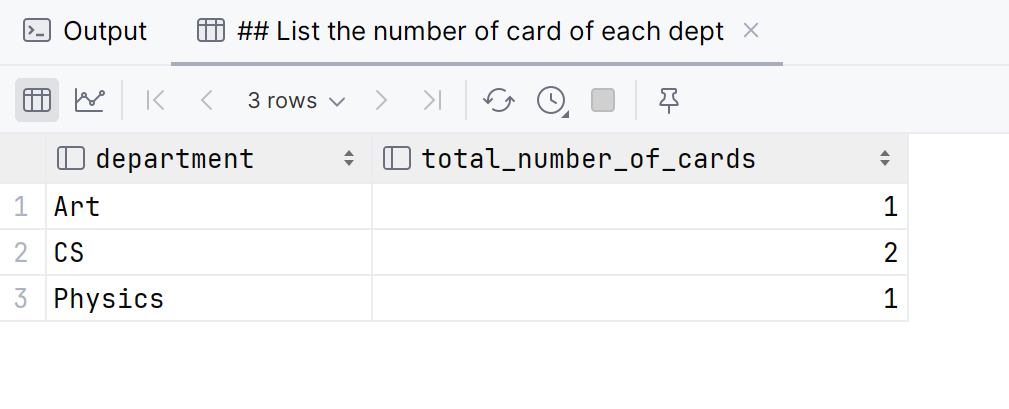 Output ## List the number of card of each dept
3 rows
department total_number_of_cards
1 Art 1
2 CS 2
3 Physics 1